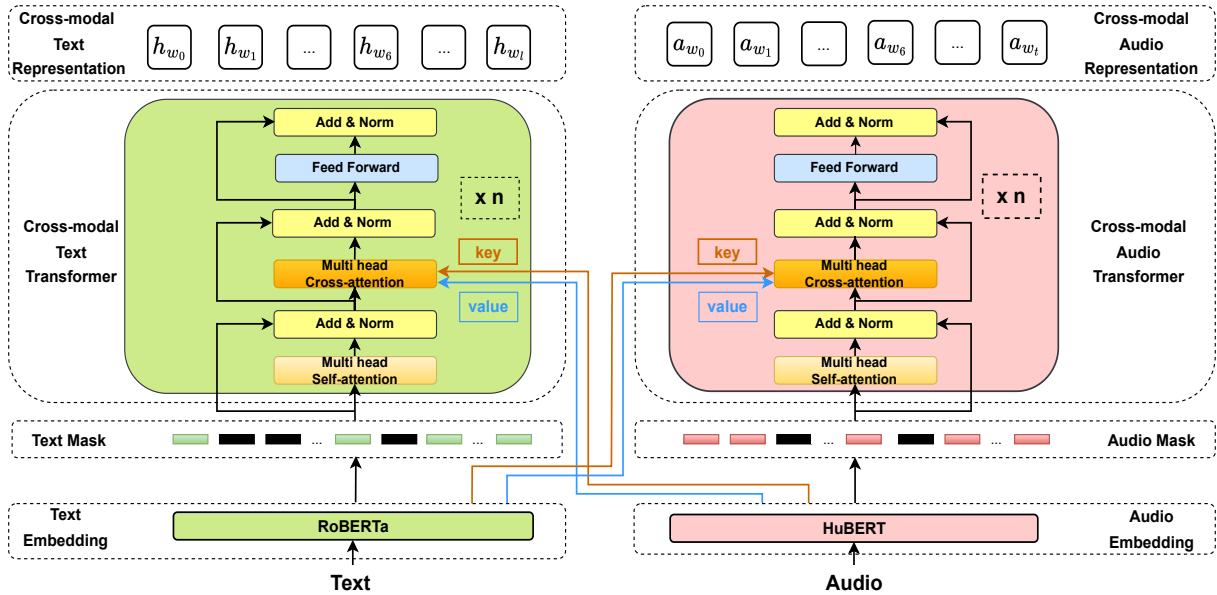 Cross-modal
Text
Representation
h_{w_0} h_{w_1} ... h_{w_6} ... h_{w_l}
a_{w_0} a_{w_1} ... a_{w_6} ... a_{w_t}
Cross-modal
Audio
Representation
Cross-modal
Text
Transformer
Add & Norm
Feed Forward
x n
Add & Norm
key
Multi head
Cross-attention
value
Add & Norm
Multi head
Self-attention
Add & Norm
Feed Forward
x n
Add & Norm
key
Multi head
Cross-attention
value
Add & Norm
Multi head
Self-attention
Cross-modal
Audio
Transformer
Text Mask
... ...
... ...
Audio Mask
Text
Embedding
RoBERTa
HuBERT
Audio
Embedding
Text
Audio